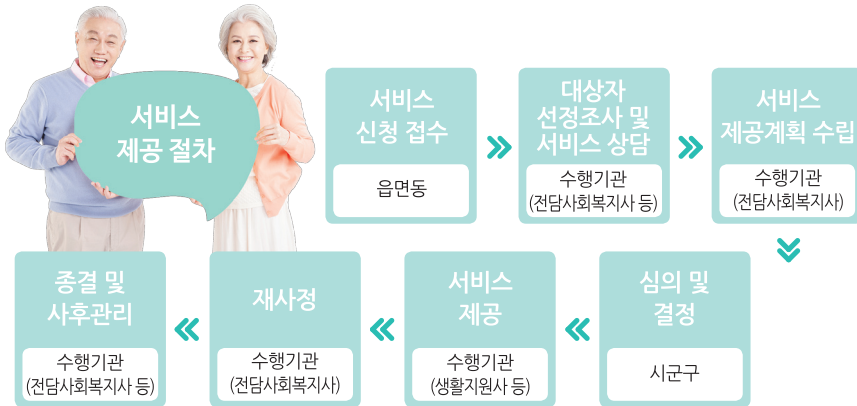 서비스
제공 절차
서비스
신청 접수
읍면동
대상자
선정조사 및
서비스 상담
수행기관
(전담사회복지사 등)
서비스
제공계획 수립
수행기관
(전담사회복지사)
심의 및
결정
시군구
서비스
제공
수행기관
(생활지원사 등)
재사정
수행기관
(전담사회복지사)
종결 및
사후관리
수행기관
(전담사회복지사 등)